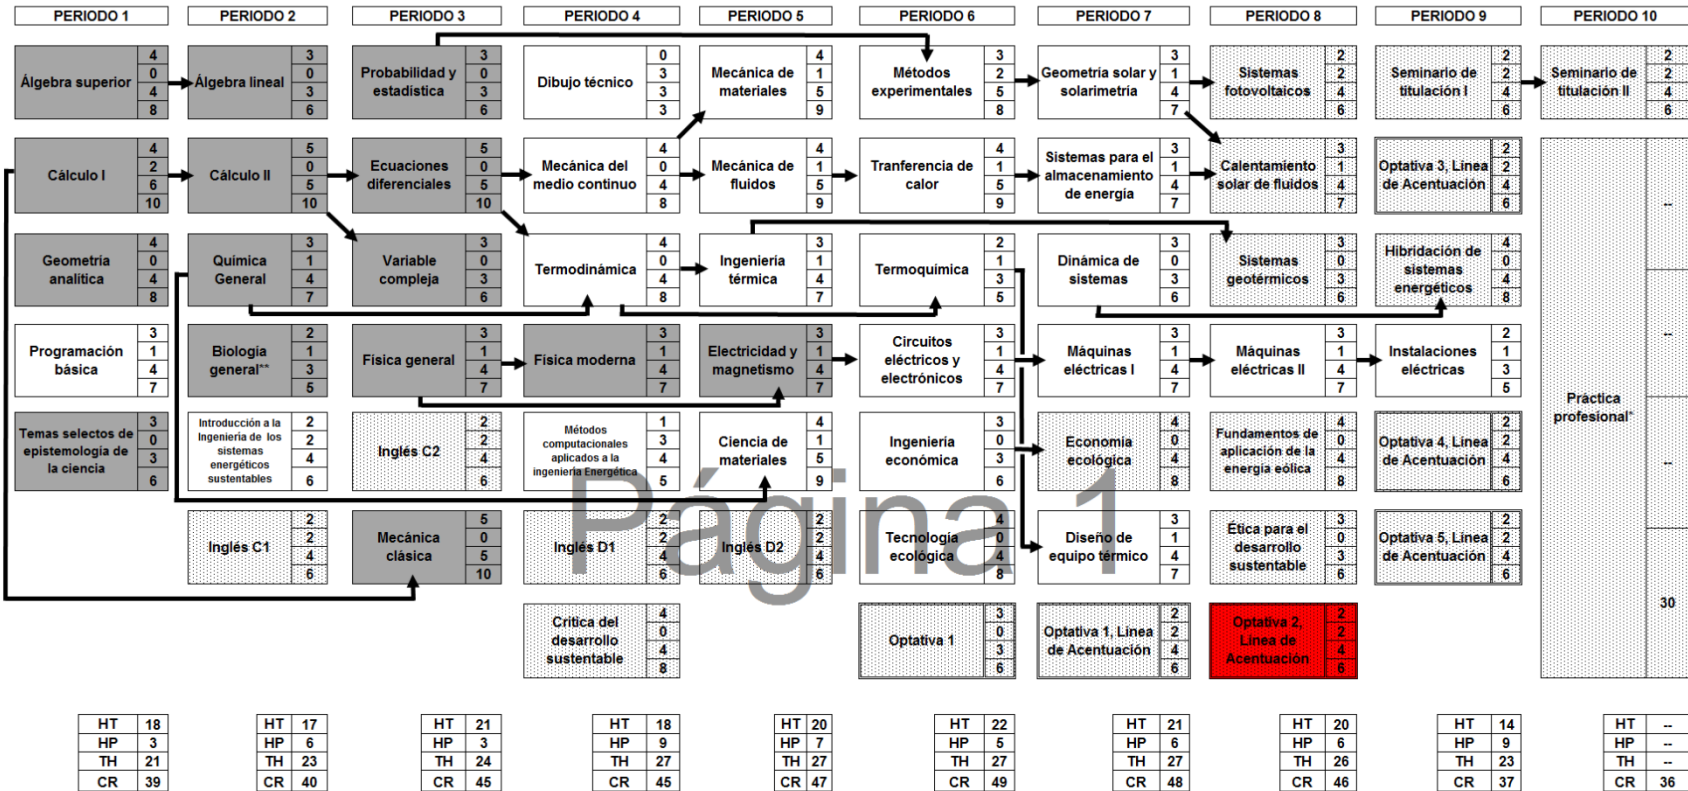 PERIODO 1
PERIODO 2
PERIODO 3
PERIODO 4
PERIODO 5
PERIODO 6
PERIODO 7
PERIODO 8
PERIODO 9
PERIODO 10
Álgebra superior
4
0
4
8
Álgebra lineal
3
0
3
6
Probabilidad y
estadística
3
0
3
6
Dibujo técnico
0
3
3
3
Mecánica de
materiales
4
1
5
9
Métodos
experimentales
3
2
5
8
Geometría solar y
solarimetría
3
1
4
7
Sistemas
fotovoltaicos
2
2
4
6
Seminario de
titulación I
2
2
4
6
Seminario de
titulación II
2
2
4
6
Cálculo I
4
2
6
10
Cálculo II
5
0
5
10
Ecuaciones
diferenciales
5
0
5
10
Mecánica del
medio continuo
4
0
4
8
Mecánica de
fluidos
4
1
5
9
Tranferencia de
calor
4
1
5
9
Sistemas para el
almacenamiento
de energía
3
1
4
7
Calentamiento
solar de fluidos
3
1
4
7
Optativa 3, Línea
de Acentuación
2
2
4
6
Práctica
profesional*
--
--
--
30
Geometría
analítica
4
0
4
8
Química
General
3
1
4
7
Variable
compleja
3
0
3
6
Termodinámica
4
0
4
8
Ingeniería
térmica
3
1
4
7
Termoquímica
2
1
3
5
Dinámica de
sistemas
3
0
3
6
Sistemas
geotérmicos
3
0
3
6
Hibridación de
sistemas
energéticos
4
0
4
8
Programación
básica
3
1
4
7
Biología
general**
2
1
3
5
Física general
3
1
4
7
Física moderna
3
1
4
7
Electricidad y
magnetismo
3
1
4
7
Circuitos
eléctricos y
electrónicos
3
1
4
7
Máquinas
eléctricas I
3
1
4
7
Máquinas
eléctricas II
3
1
4
7
Instalaciones
eléctricas
2
1
3
5
Temas selectos de
epistemología de
la ciencia
3
0
3
6
Introducción a la
Ingeniería de los
sistemas
energéticos
sustentables
2
2
4
6
Inglés C2
2
2
4
6
Métodos
computacionales
aplicados a la
ingeniería Energética
1
3
4
5
Ciencia de
materiales
4
1
5
9
Ingeniería
económica
3
0
3
6
Economía
ecológica
4
0
4
8
Fundamentos de
aplicación de la
energía eólica
4
0
4
8
Optativa 4, Línea
de Acentuación
2
2
4
6
Inglés C1
2
2
4
6
Mecánica
clásica
5
0
5
10
Inglés D1
2
2
4
6
Inglés D2
2
2
4
6
Tecnología
ecológica
4
0
4
8
Diseño de
equipo térmico
3
1
4
7
Ética para el
desarrollo
sustentable
3
0
3
6
Optativa 5, Línea
de Acentuación
2
2
4
6
Página 1
Crítica del
desarrollo
sustentable
4
0
4
8
Optativa 1
3
0
3
6
Optativa 1, Línea
de Acentuación
2
2
4
6
Optativa 2,
Línea de
Acentuación
2
2
4
6
HT 18
HP 3
TH 21
CR 39
HT 17
HP 6
TH 23
CR 40
HT 21
HP 3
TH 24
CR 45
HT 18
HP 9
TH 27
CR 45
HT 20
HP 7
TH 27
CR 47
HT 22
HP 5
TH 27
CR 49
HT 21
HP 6
TH 27
CR 48
HT 20
HP 6
TH 26
CR 46
HT 14
HP 9
TH 23
CR 37
HT --
HP --
TH --
CR 36